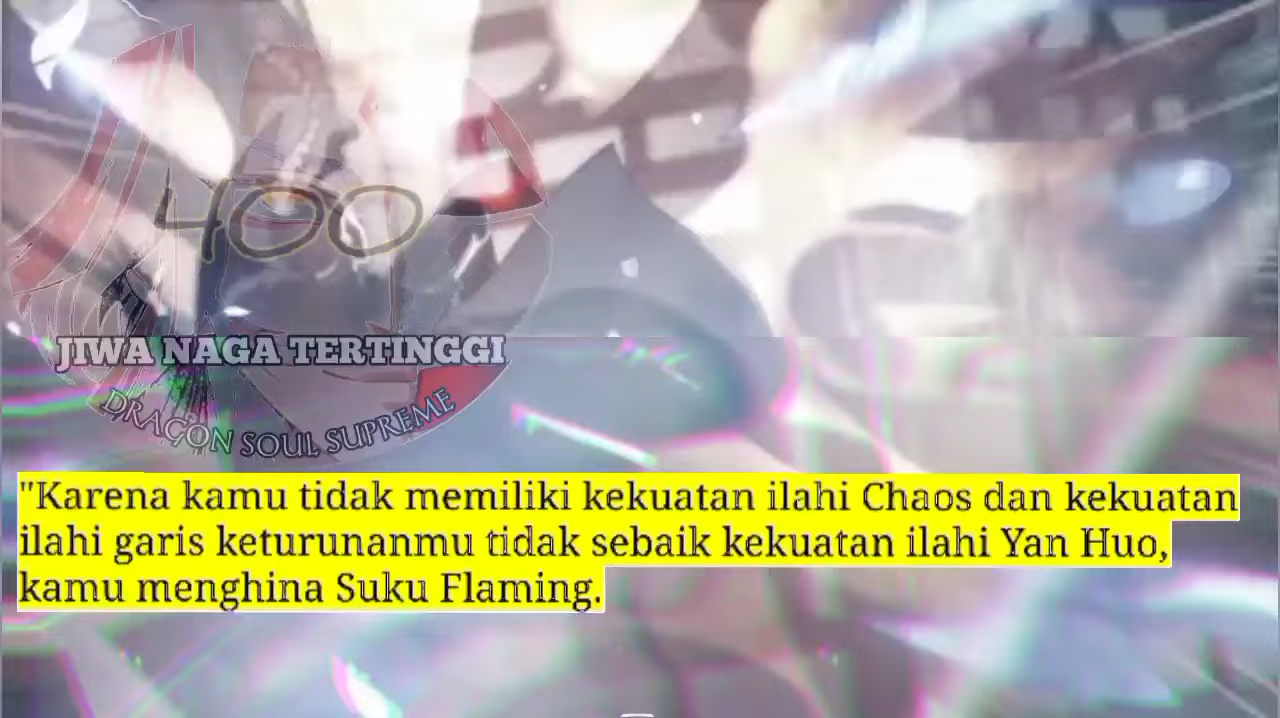 400
JIWA NAGA TERTINGGI
DRAGON SOUL SUPREME
"Karena kamu tidak memiliki kekuatan ilahi Chaos dan kekuatan
ilahi garis keturunanmu tidak sebaik kekuatan ilahi Yan Huo,
kamu menghina Suku Flaming.